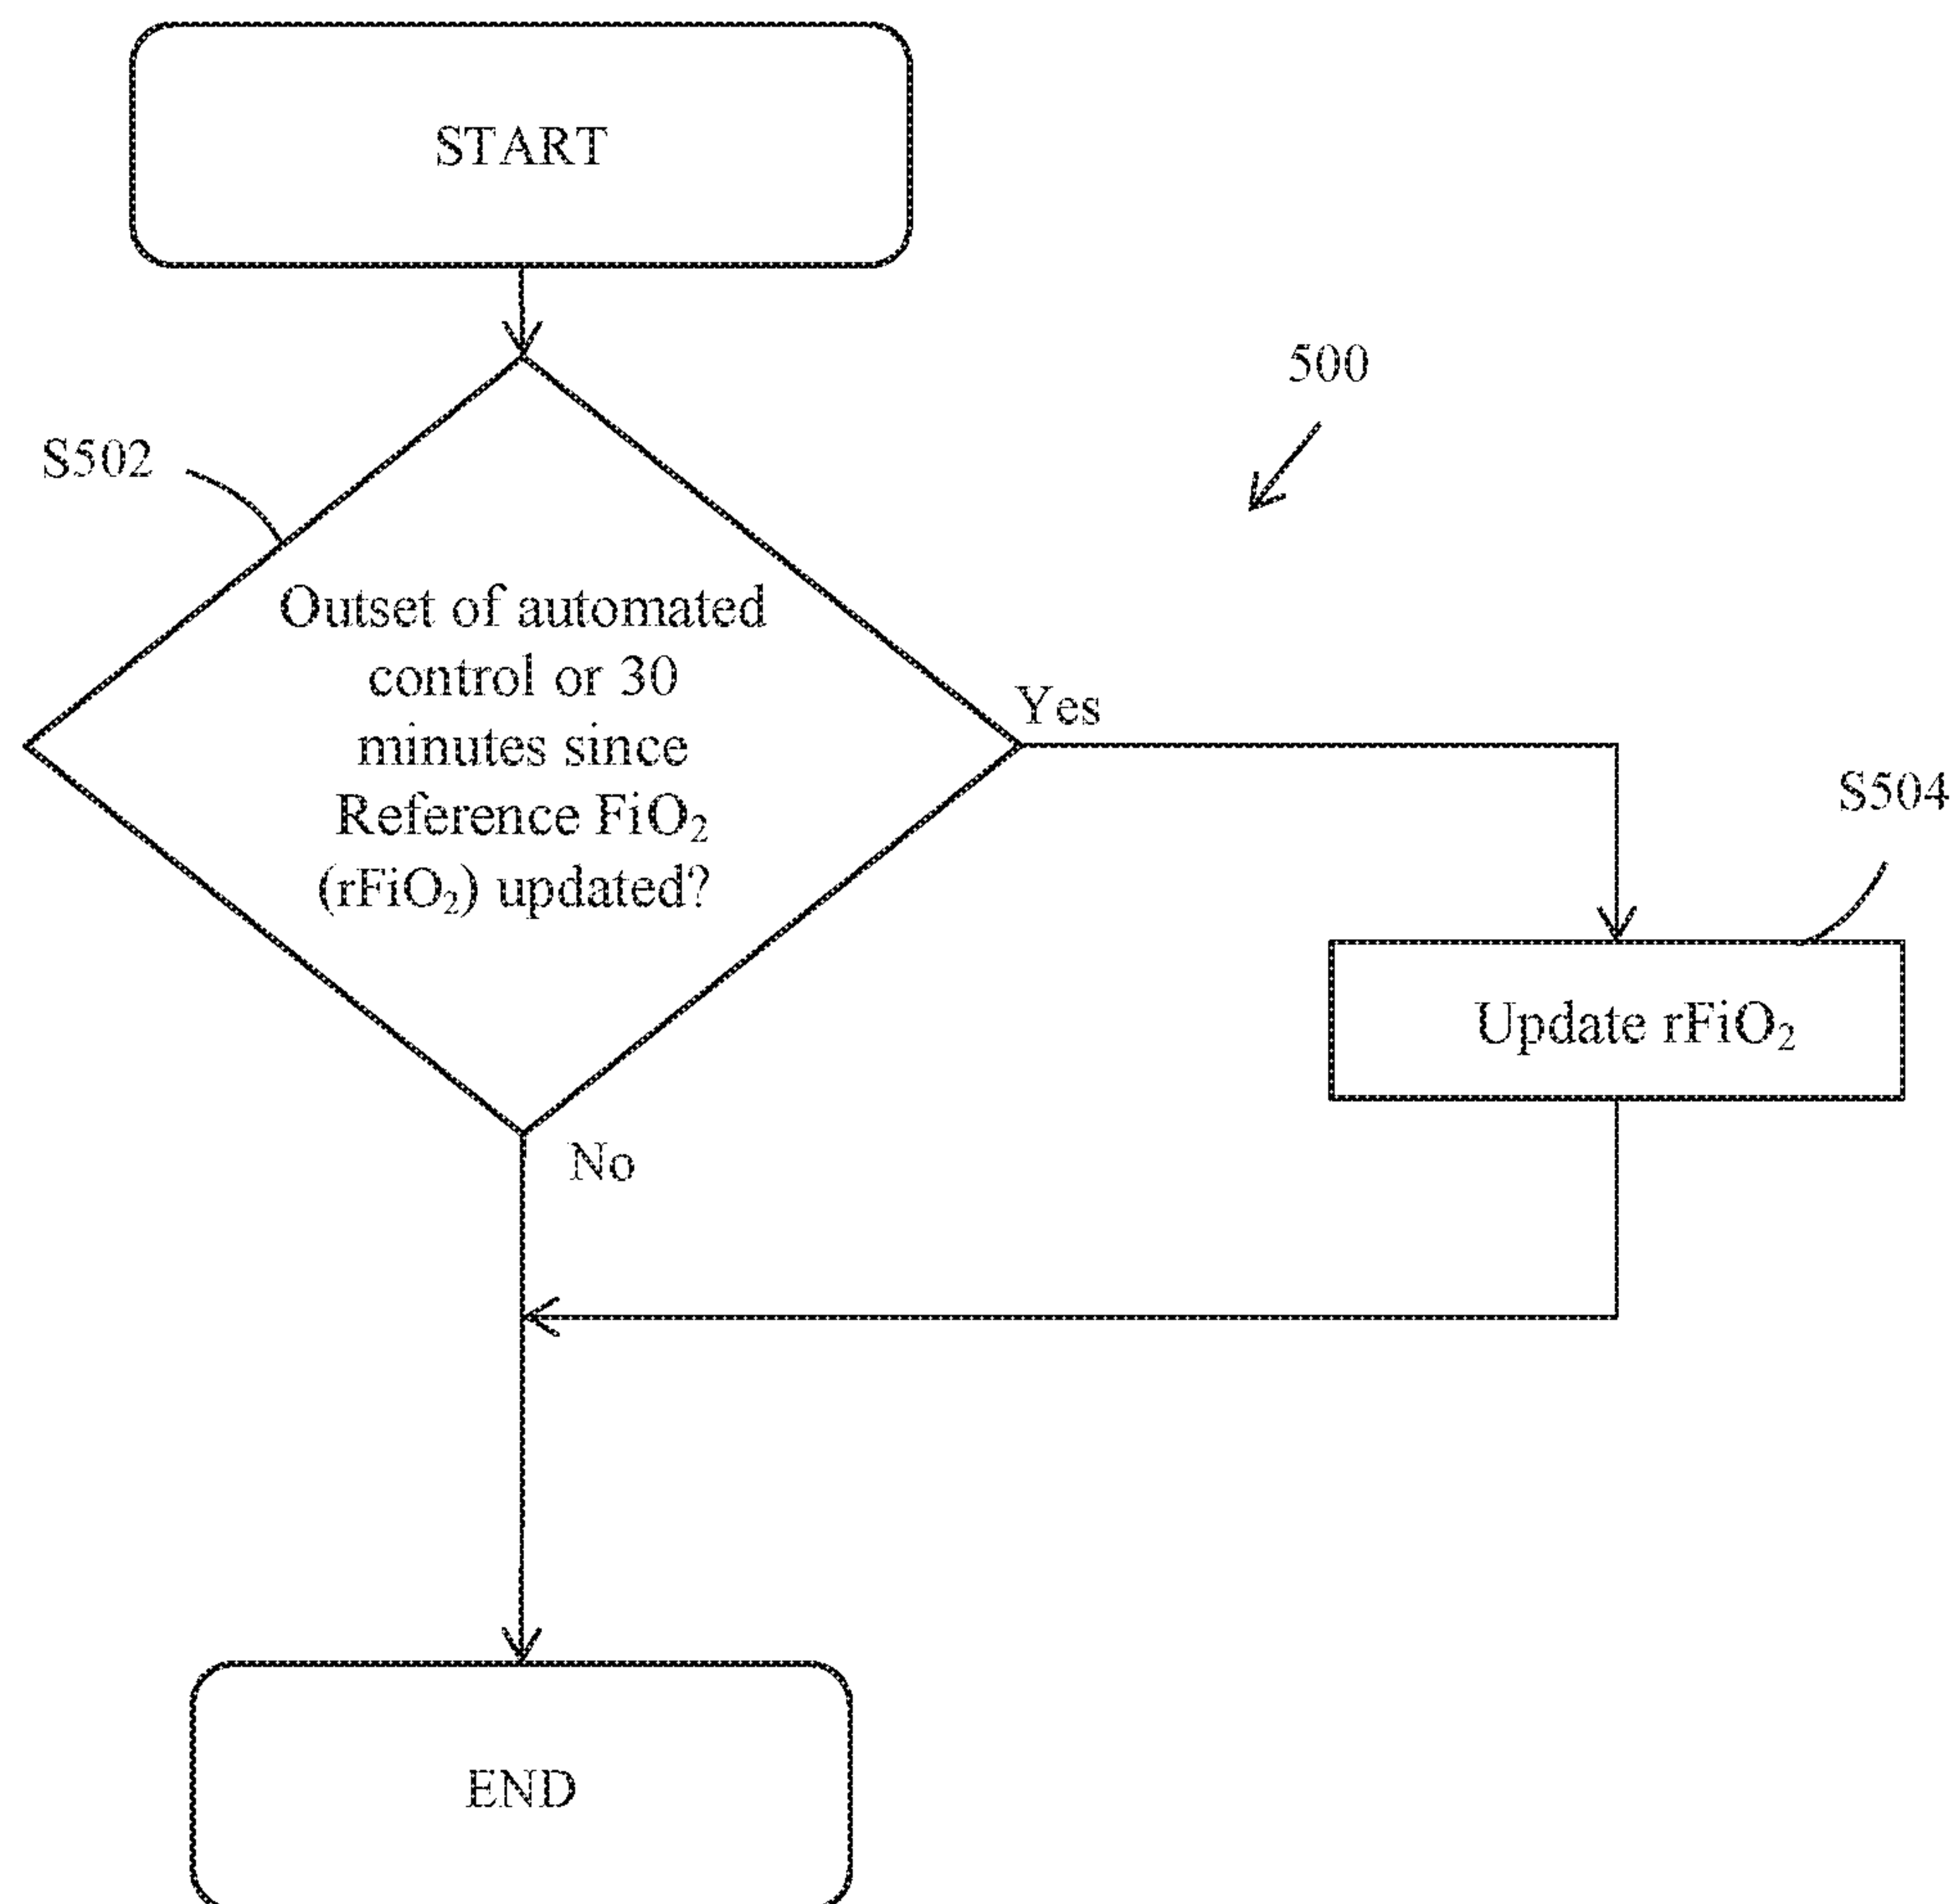 START
500
S502
Outset of automated
control or 30
minutes since
Reference FiO₂
(rFiO₂) updated?
Yes
S504
Update rFiO₂
No
END